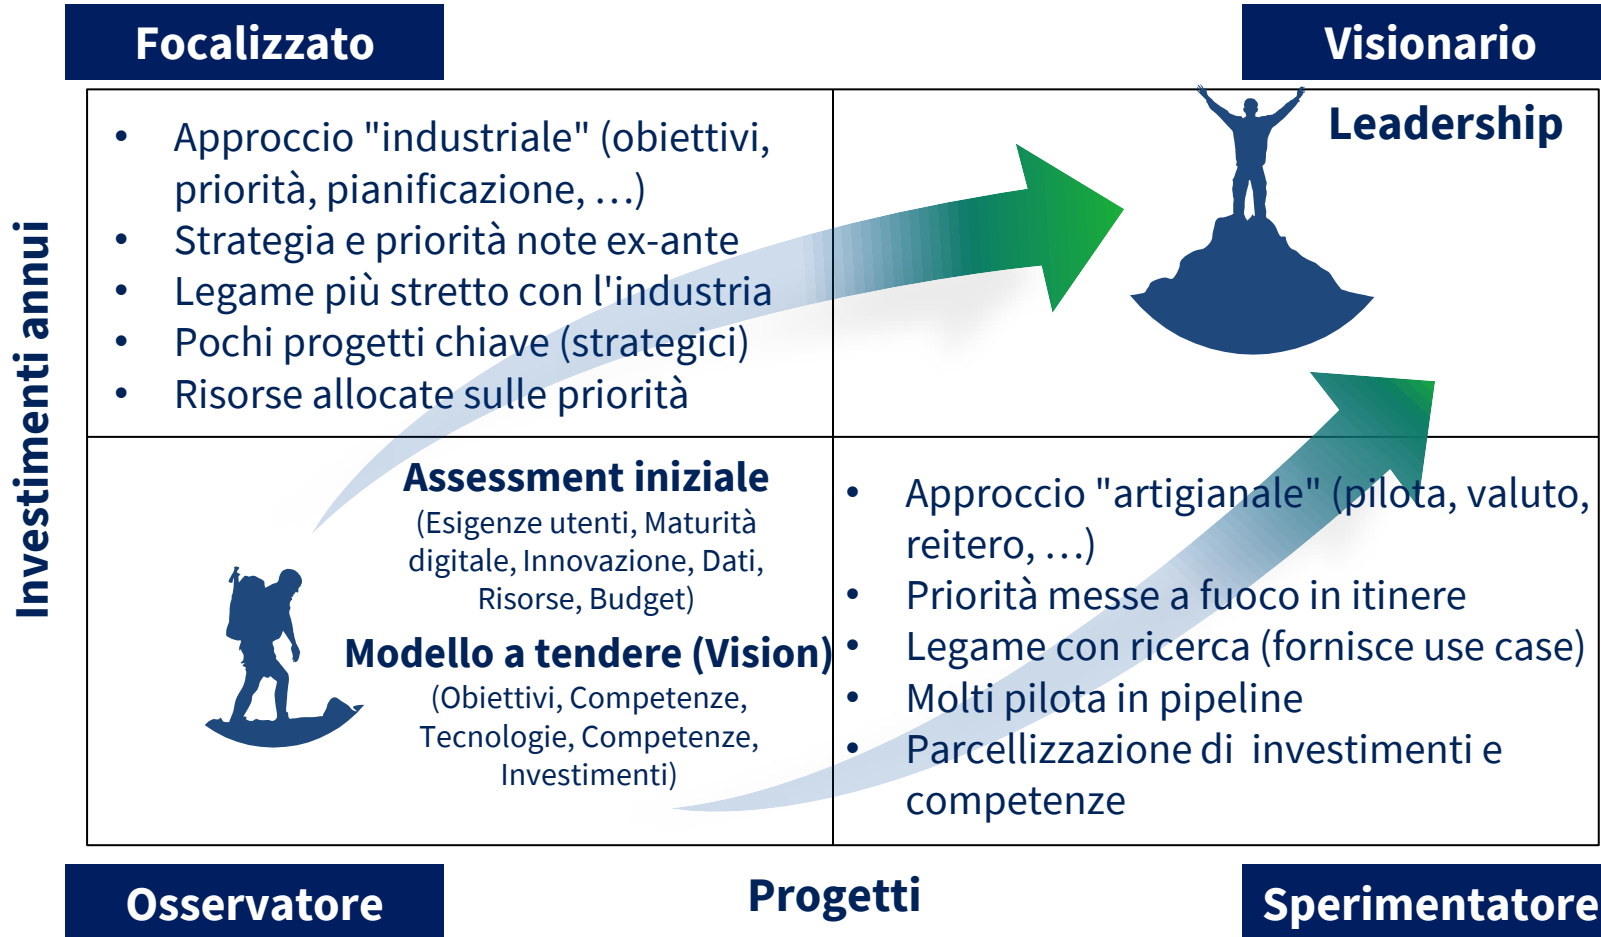 Focalizzato
Visionario
Investimenti annui
• Approccio "industriale" (obiettivi,
priorità, pianificazione, …)
• Strategia e priorità note ex-ante
• Legame più stretto con l'industria
• Pochi progetti chiave (strategici)
• Risorse allocate sulle priorità
Leadership
Assessment iniziale
(Esigenze utenti, Maturità
digitale, Innovazione, Dati,
Risorse, Budget)
Modello a tendere (Vision)
(Obiettivi, Competenze,
Tecnologie, Competenze,
Investimenti)
• Approccio "artigianale" (pilota, valuto,
reitero, …)
• Priorità messe a fuoco in itinere
• Legame con ricerca (fornisce use case)
• Molti pilota in pipeline
• Parcellizzazione di  investimenti e
competenze
Osservatore
Progetti
Sperimentatore